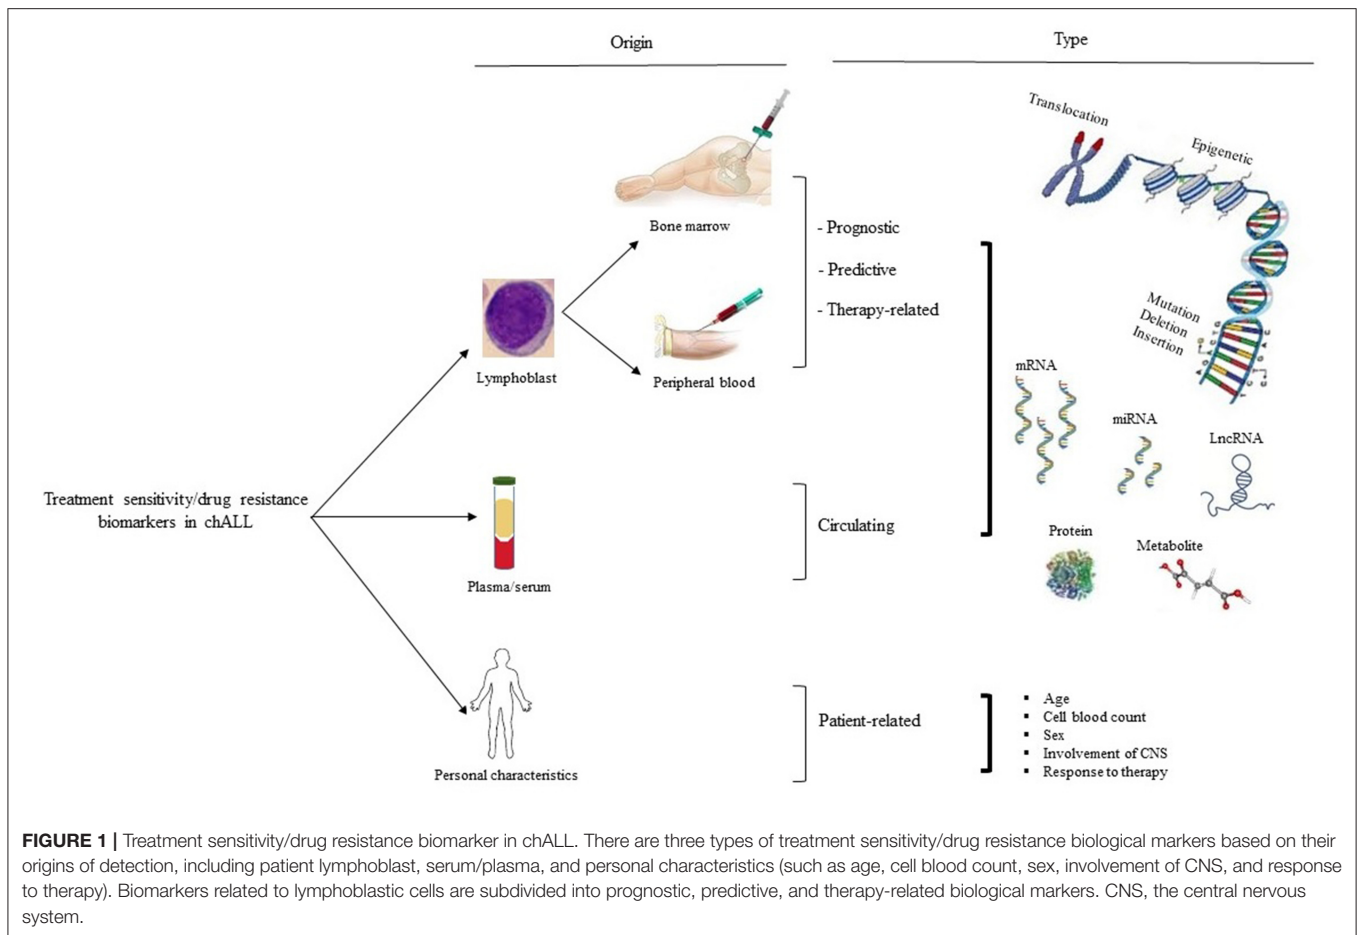 Origin
Type
Translocation
Epigenetic
Bone marrow
- Prognostic
- Predictive
- Therapy-related
Mutation
Deletion
Insertion
Lymphoblast
Peripheral blood
mRNA
miRNA
LncRNA
Treatment sensitivity/drug resistance
biomarkers in chALL
Plasma/serum
Circulating
Protein
Metabolite
Personal characteristics
Patient-related
▪ Age
▪ Cell blood count
▪ Sex
▪ Involvement of CNS
▪ Response to therapy
FIGURE 1 | Treatment sensitivity/drug resistance biomarker in chALL. There are three types of treatment sensitivity/drug resistance biological markers based on their
origins of detection, including patient lymphoblast, serum/plasma, and personal characteristics (such as age, cell blood count, sex, involvement of CNS, and response
to therapy). Biomarkers related to lymphoblastic cells are subdivided into prognostic, predictive, and therapy-related biological markers. CNS, the central nervous
system.